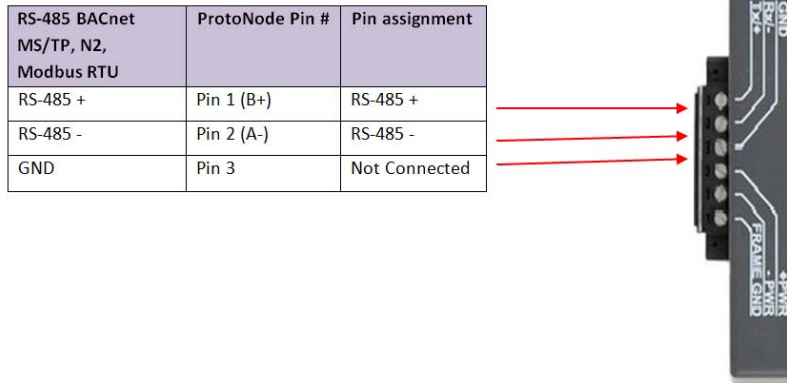 RS-485 BACnet ProtoNode Pin # Pin assignment
MS/TP, N2,
Modbus RTU
RS-485 + Pin 1 (B+) RS-485 +
RS-485 - Pin 2 (A-) RS-485 -
GND Pin 3 Not Connected
Tx/+
Rx/-
GND
FRAME GND
- PWR
+PWR